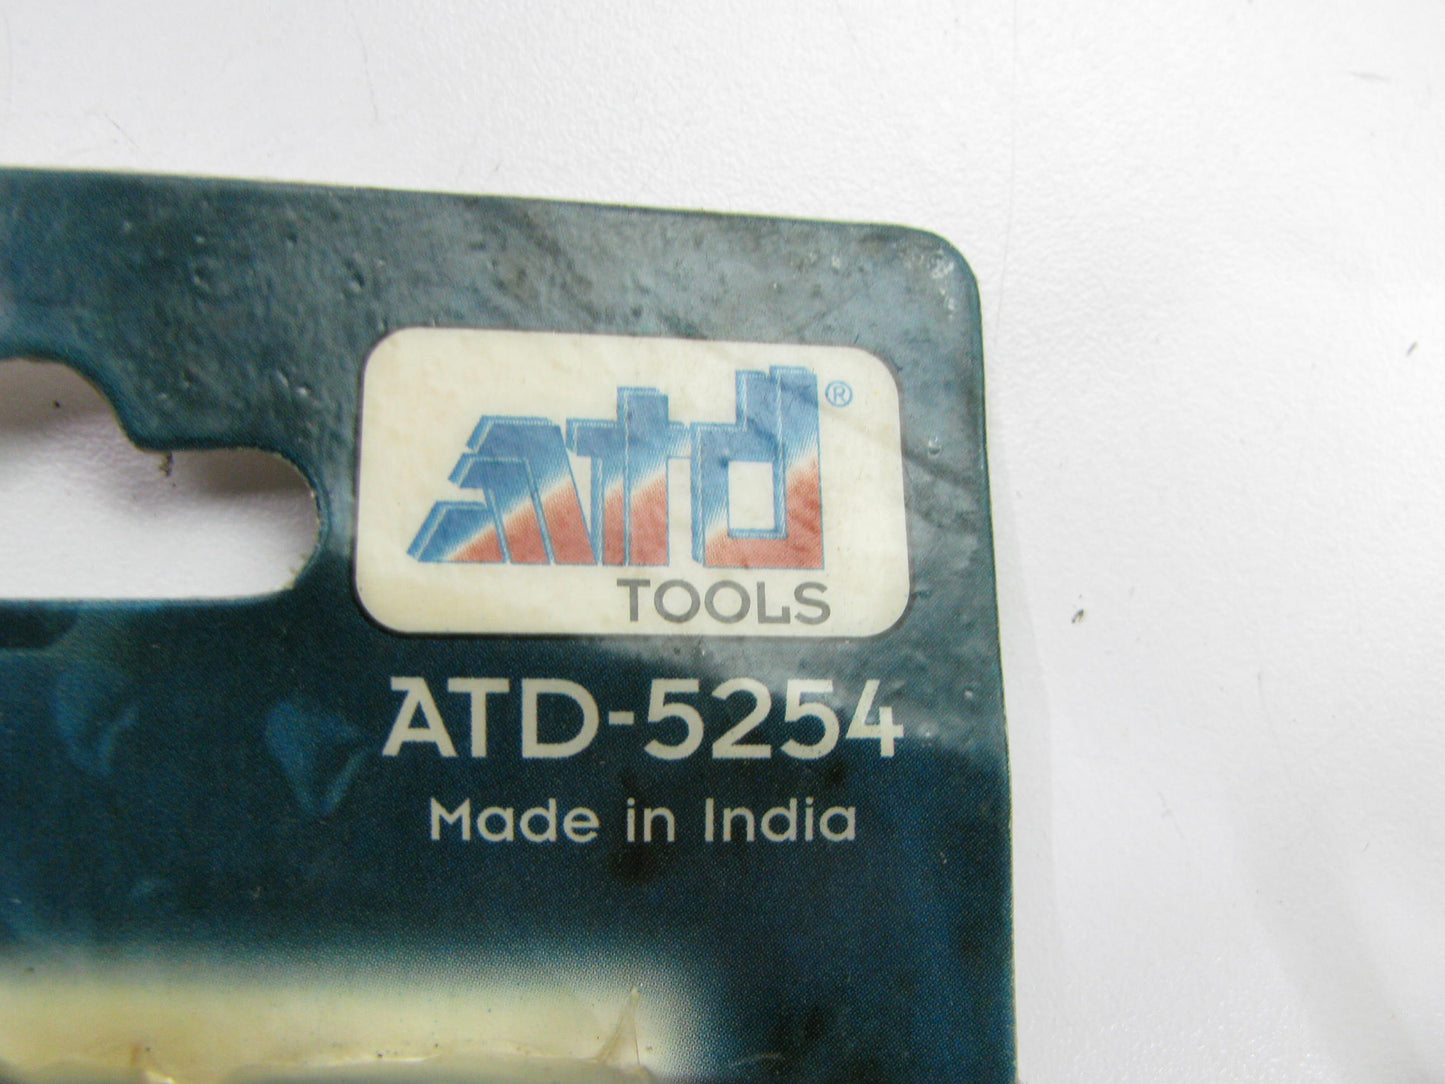 ATD®
TOOLS
ATD-5254
Made in India